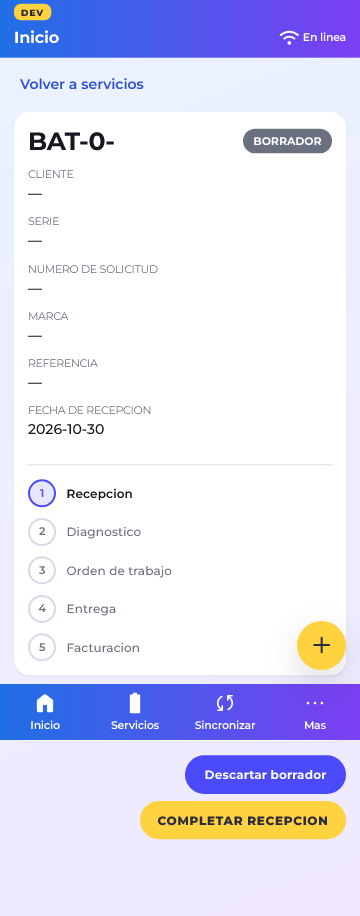 DEV
Inicio
En linea
Volver a servicios
BAT-0-
BORRADOR
CLIENTE
—
SERIE
—
NUMERO DE SOLICITUD
—
MARCA
—
REFERENCIA
—
FECHA DE RECEPCION
2026-10-30
1 Recepcion
2 Diagnostico
3 Orden de trabajo
4 Entrega
5 Facturacion
+
Inicio Servicios Sincronizar Mas
Descartar borrador
COMPLETAR RECEPCION